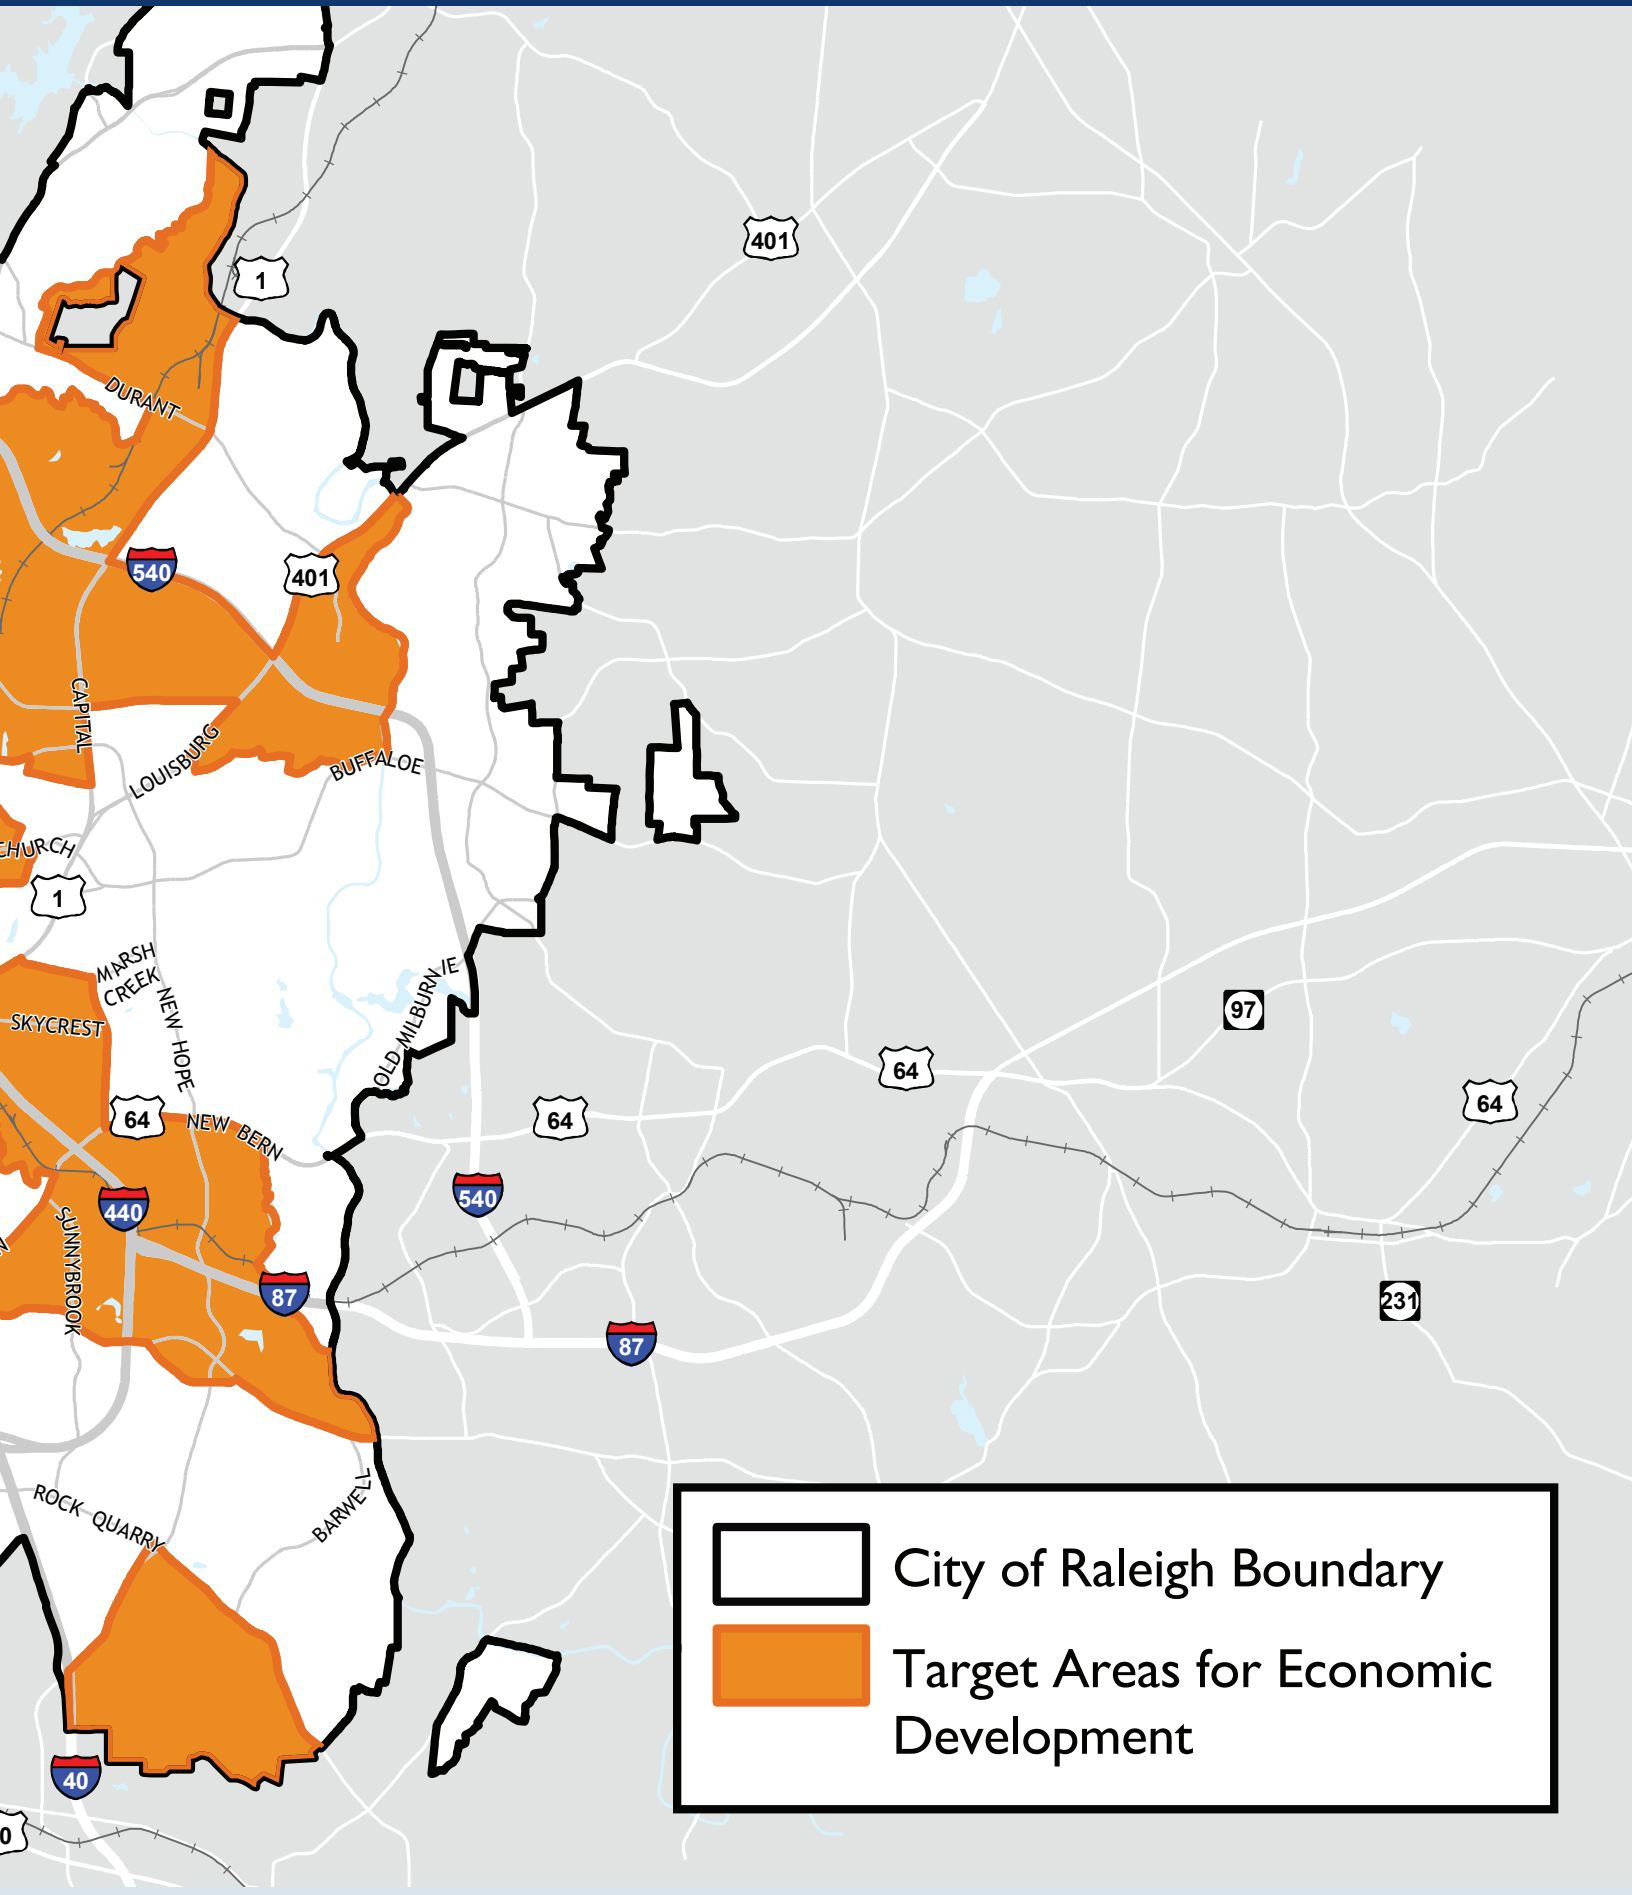 401
1
DURANT
540
401
CAPITAL
LOUISBURG
BUFFALOE
CHURCH
1
MARSH
CREEK
OLD MILBURNIE
NEW HOPE
SKYCREST
97
64
64
64
64
NEW BERN
540
440
SUNNYBROOK
87
231
87
ROCK QUARRY
BARWELL
City of Raleigh Boundary
Target Areas for Economic
Development
40
0